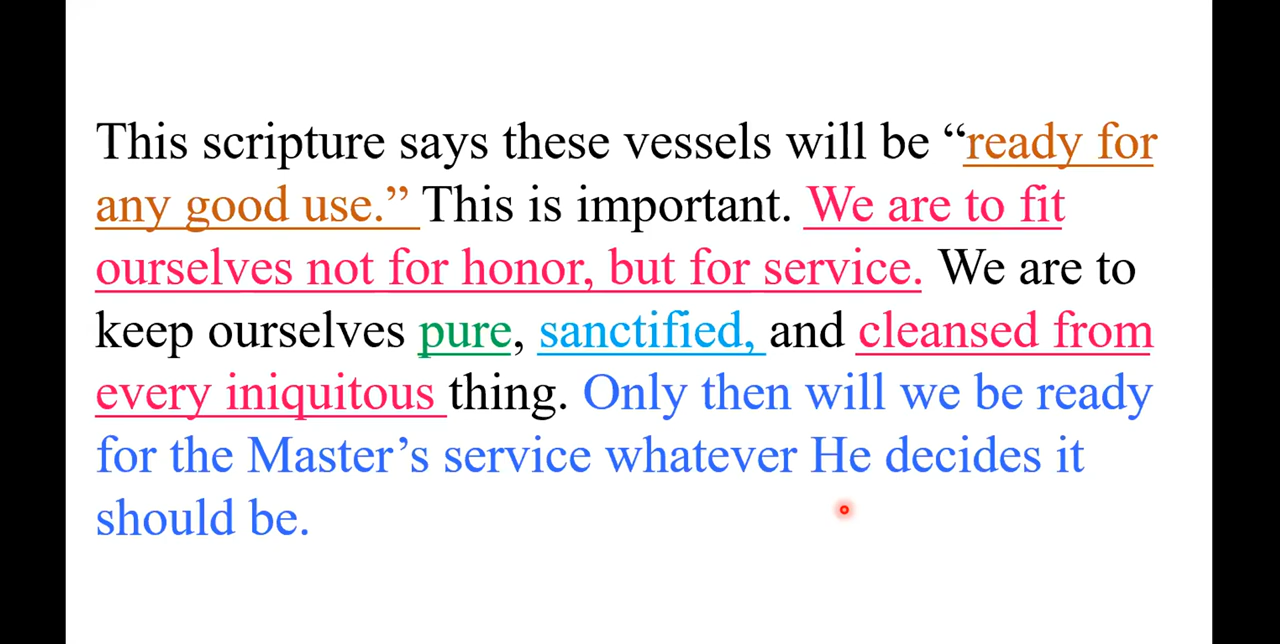 This scripture says these vessels will be “ready for
any good use.” This is important. We are to fit
ourselves not for honor, but for service. We are to
keep ourselves pure, sanctified, and cleansed from
every iniquitous thing. Only then will we be ready
for the Master’s service whatever He decides it
should be.